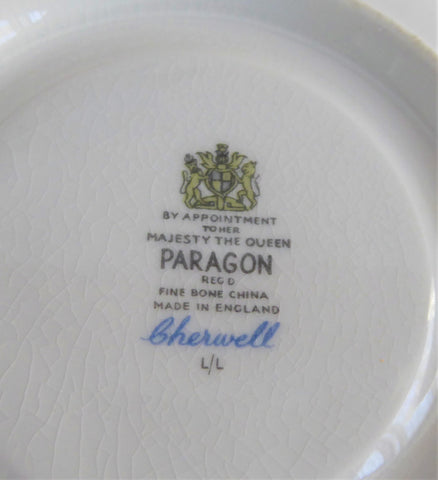 BY APPOINTMENT
TO HER
MAJESTY THE QUEEN
PARAGON
REG D
FINE BONE CHINA
MADE IN ENGLAND
Cherwell
L/L